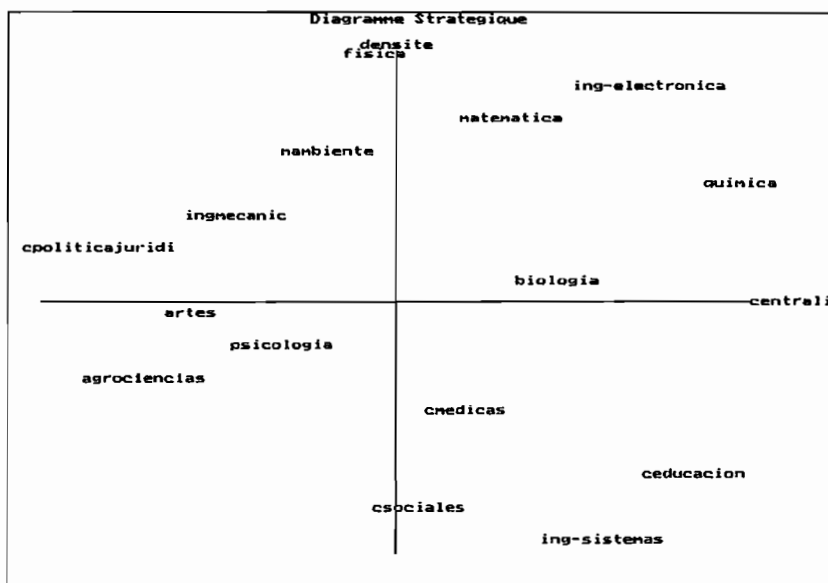 Diagramme Strategique
densite
fisica
ing-electronica
matematica
mambiente
quimica
ingmecanic
cpoliticajuridi
biologia
centrali
artes
psicologia
agrociencias
cmedicas
ceducacion
csociales
ing-sistemas